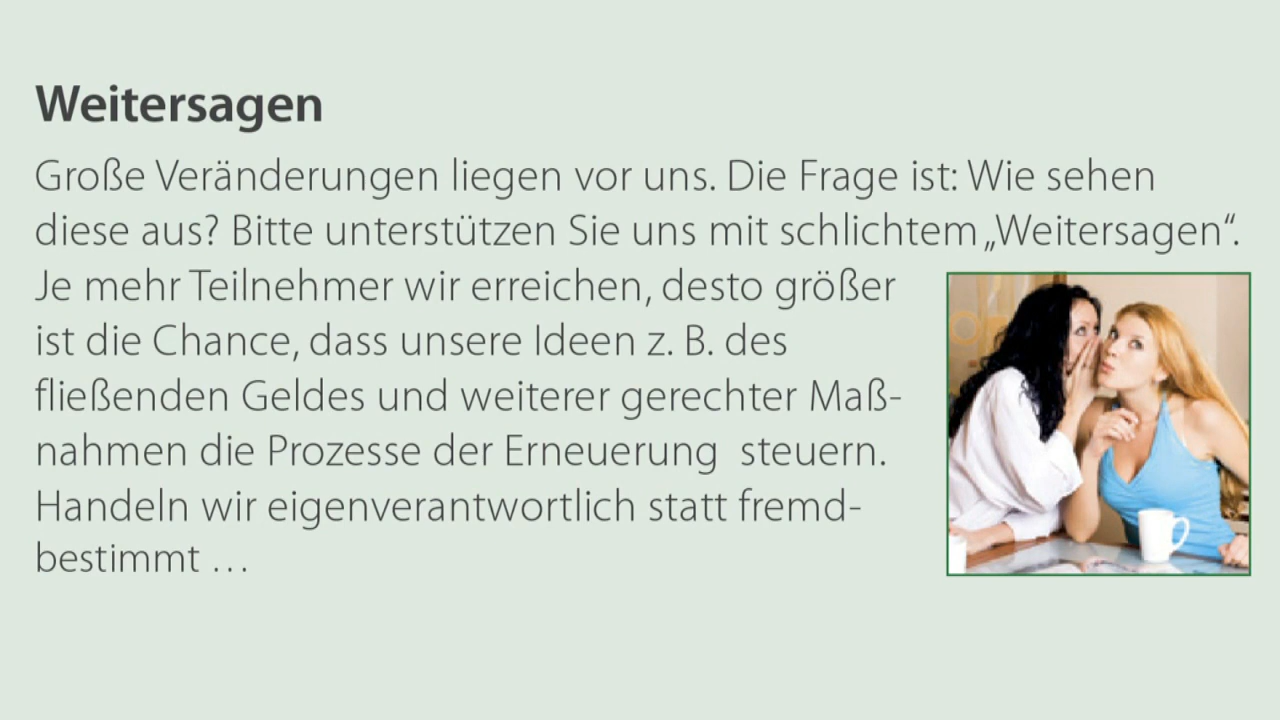 Weitersagen
Große Veränderungen liegen vor uns. Die Frage ist: Wie sehen
diese aus? Bitte unterstützen Sie uns mit schlichtem „Weitersagen“.
Je mehr Teilnehmer wir erreichen, desto größer
ist die Chance, dass unsere Ideen z. B. des
fließenden Geldes und weiterer gerechter Maß-
nahmen die Prozesse der Erneuerung  steuern.
Handeln wir eigenverantwortlich statt fremd-
bestimmt …